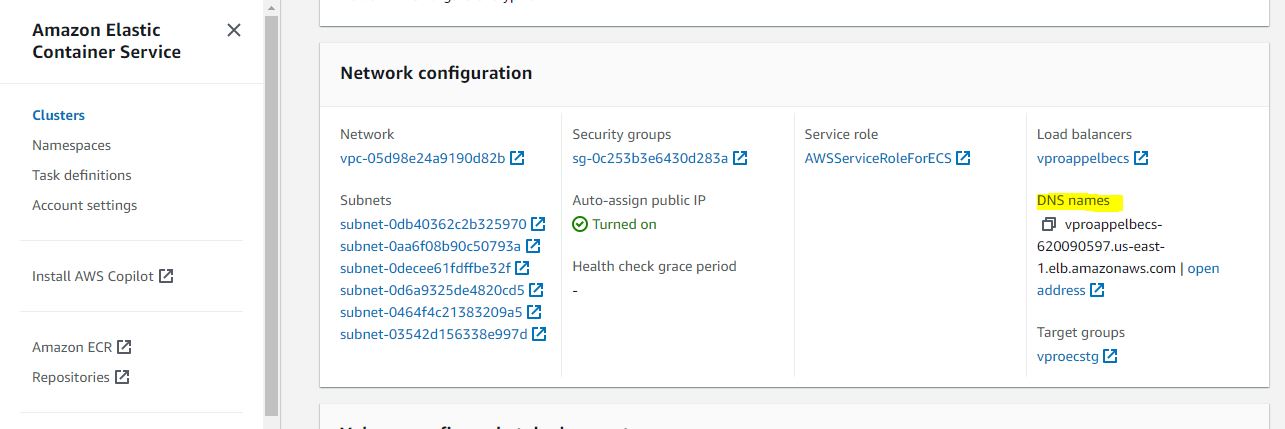 Amazon Elastic
Container Service
Clusters
Namespaces
Task definitions
Account settings
Install AWS Copilot
Amazon ECR
Repositories
Network configuration
Network
vpc-05d98e24a9190d82b
Subnets
subnet-0db40362c2b325970
subnet-0aa6f08b90c50793a
subnet-0decee61fdffbe32f
subnet-0d6a9325de4820cd5
subnet-0464f4c21383209a5
subnet-03542d156338e997d
Security groups
sg-0c253b3e6430d283a
Auto-assign public IP
Turned on
Health check grace period
-
Service role
AWSServiceRoleForECS
Load balancers
vproappelbecs
DNS names
vproappelbecs-
620090597.us-east-
1.elb.amazonaws.com | open
address
Target groups
vproecstg